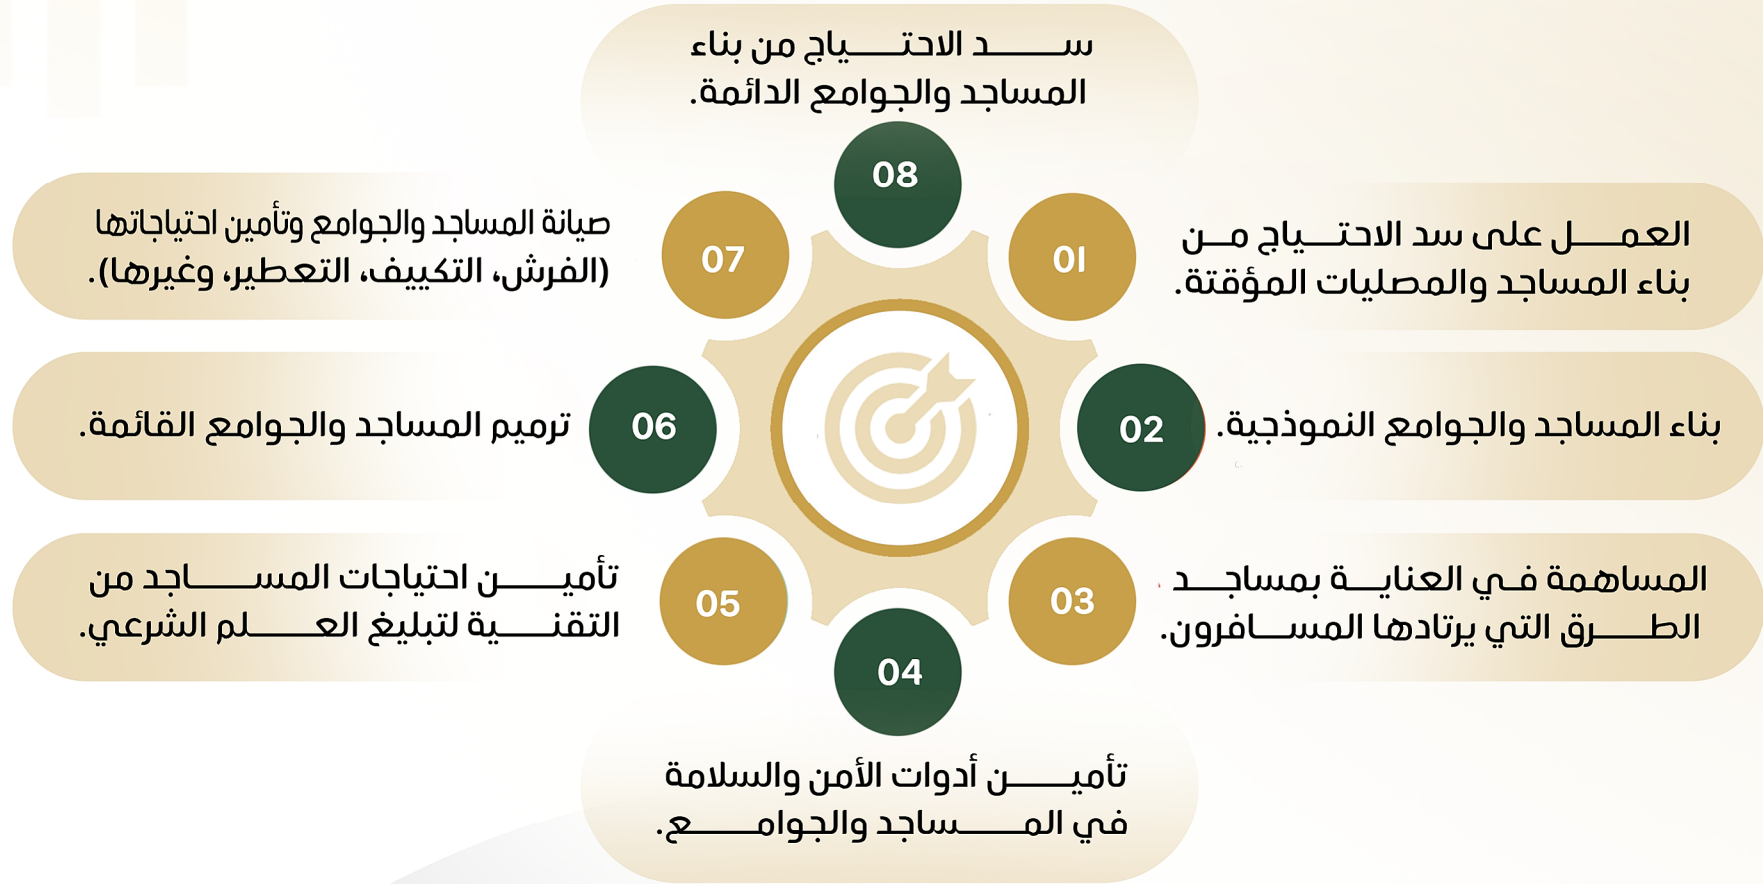 01
العمل على سد الاحتياج من
بناء المساجد والمصليات المؤقتة.
02
بناء المساجد والجوامع النموذجية.
03
المساهمة في العناية بمساجد
الطرق التي يرتادها المسافرون.
04
تأمين أدوات الأمن والسلامة
في المساجد والجوامع.
05
تأمين احتياجات المساجد من
التقنية لتبليغ العلم الشرعي.
06
ترميم المساجد والجوامع القائمة.
07
صيانة المساجد والجوامع وتأمين احتياجاتها
(الفرش، التكييف، التعطير، وغيرها).
08
سد الاحتياج من بناء
المساجد والجوامع الدائمة.